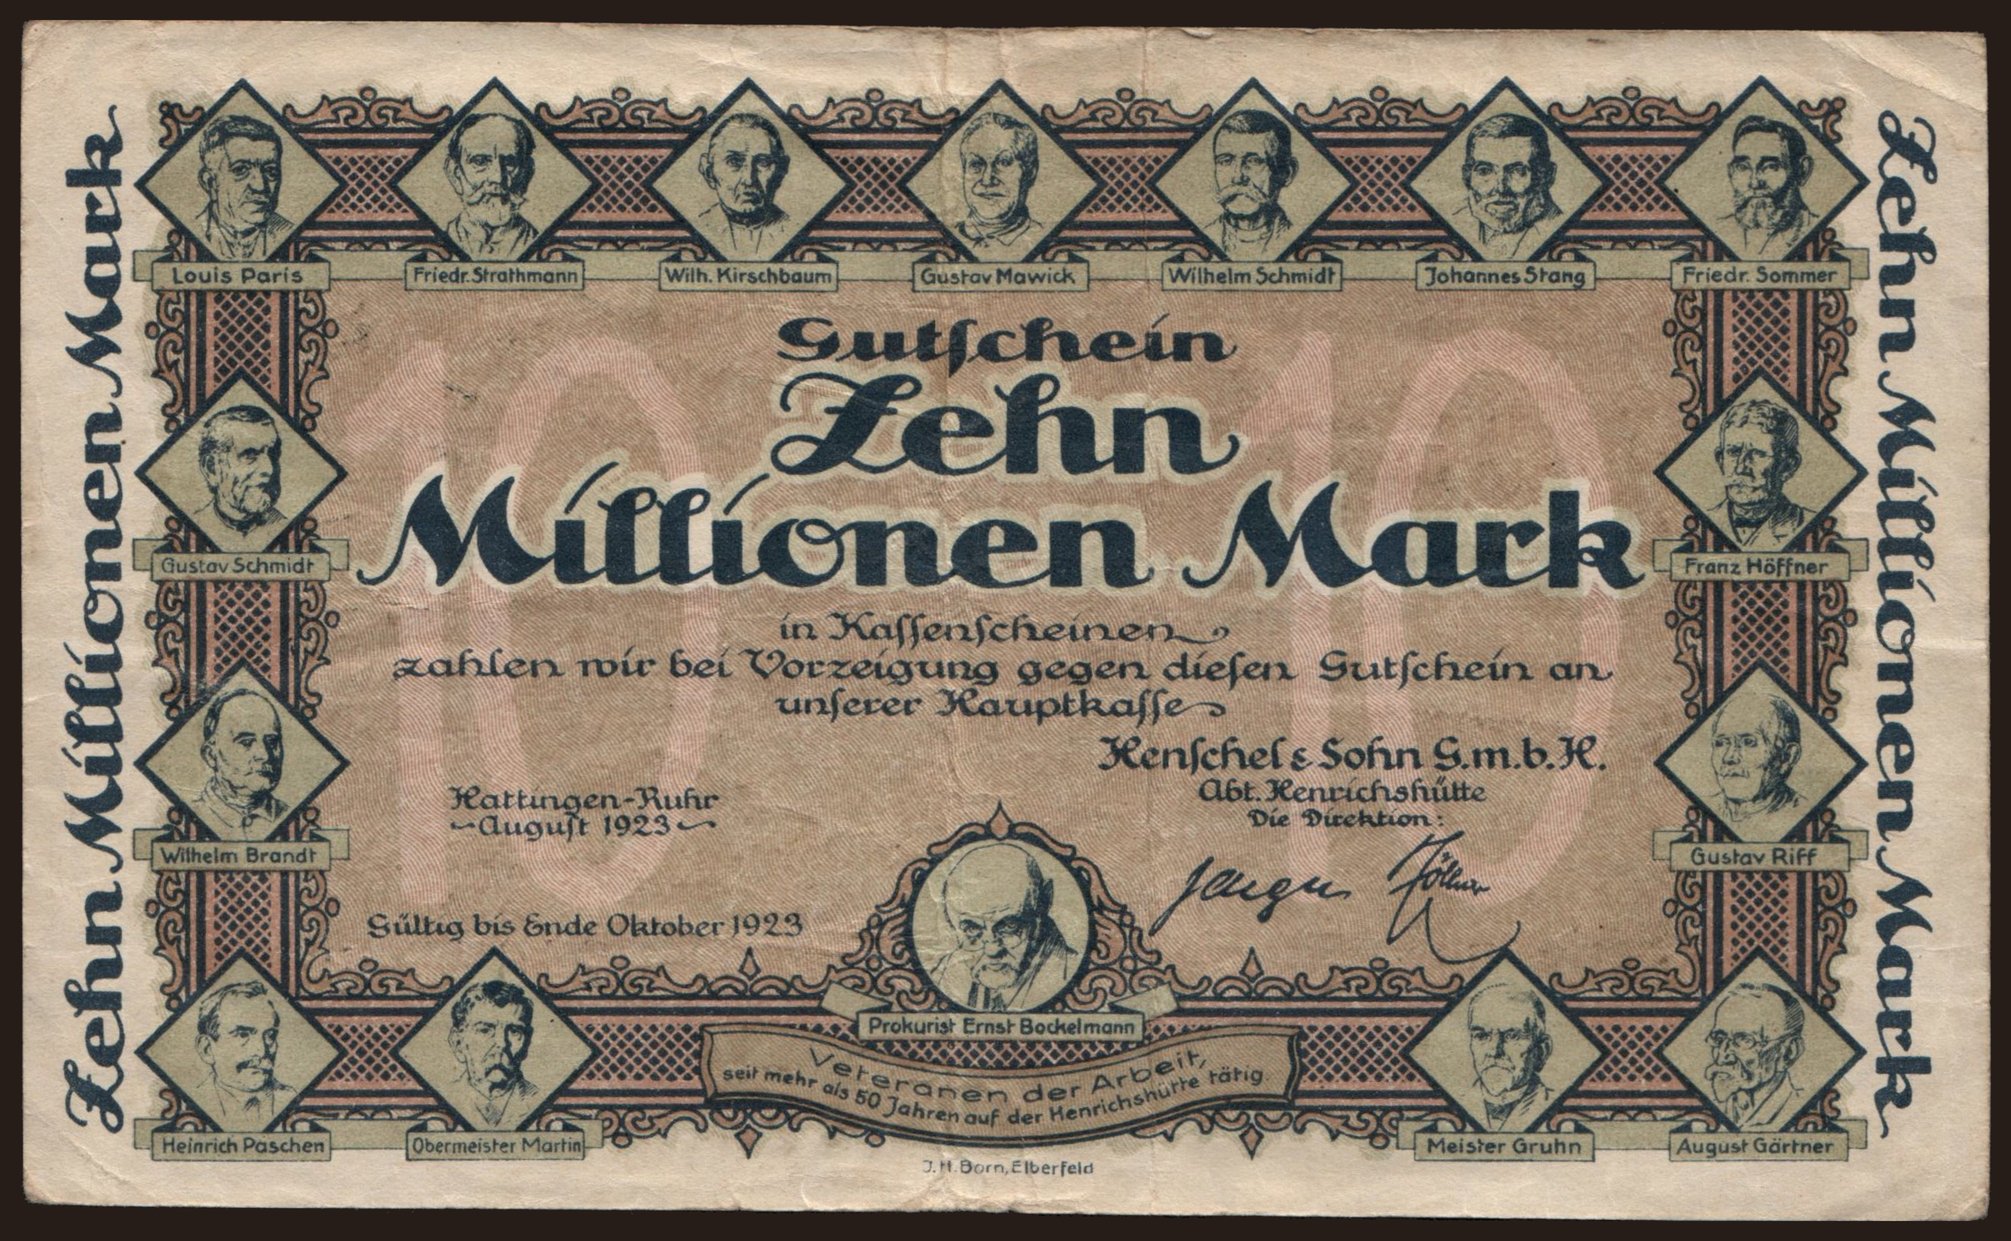 Zehn Millionen Mark
Zehn Millionen Mark
Louis Paris
Friedr. Strathmann
Wilh. Kirschbaum
Gustav Mawick
Wilhelm Schmidt
Johannes Stang
Friedr. Sommer
Gutschein
Zehn
Millionen Mark
10
10
Gustav Schmidt
Franz Höffner
in Kassenscheinen
zahlen wir bei Vorzeigung gegen diesen Gutschein an
unserer Hauptkasse
Henschel & Sohn G.m.b.H.
Abt. Henrichshütte
Die Direktion:
Hattingen-Ruhr
August 1923
Wilhelm Brandt
Gustav Riff
Gültig bis Ende Oktober 1923
Prokurist Ernst Bockelmann
Veteranen der Arbeit,
seit mehr als 50 Jahren auf der Henrichshütte tätig.
Heinrich Paschen
Obermeister Martin
Meister Gruhn
August Gärtner
J.H. Born, Elberfeld